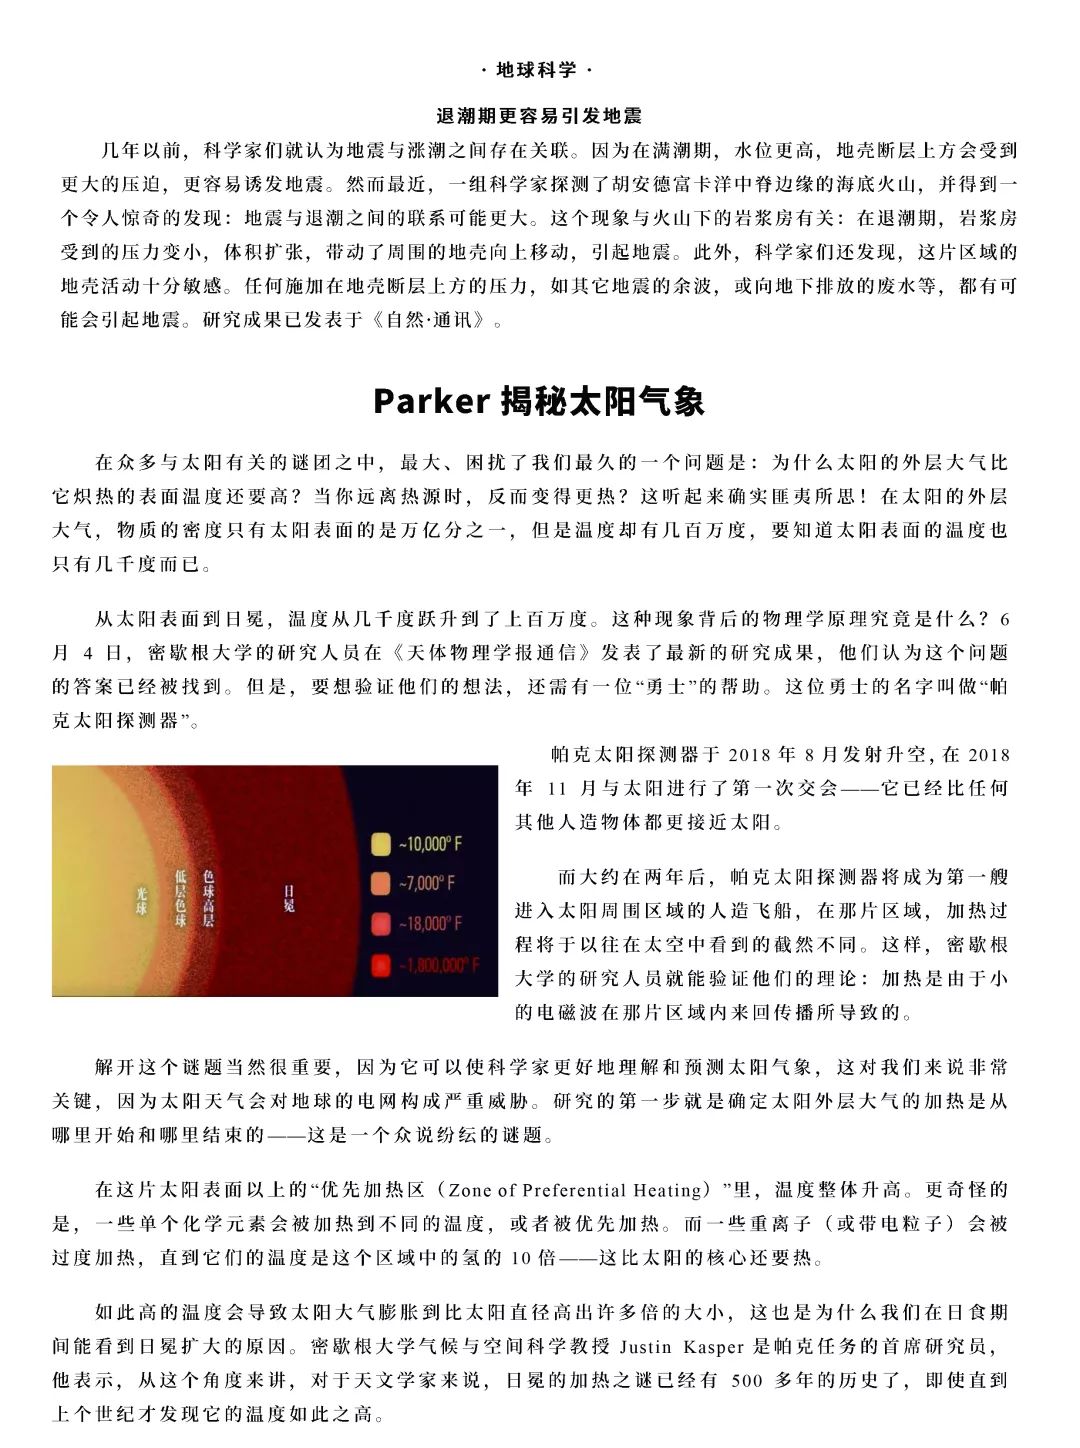 · 地球科学 ·
退潮期更容易引发地震
几年以前，科学家们就认为地震与涨潮之间存在关联。因为在满潮期，水位更高，地壳断层上方会受到
更大的压迫，更容易诱发地震。然而最近，一组科学家探测了胡安德富卡洋中脊边缘的海底火山，并得到一
个令人惊奇的发现：地震与退潮之间的联系可能更大。这个现象与火山下的岩浆房有关：在退潮期，岩浆房
受到的压力变小，体积扩张，带动了周围的地壳向上移动，引起地震。此外，科学家们还发现，这片区域的
地壳活动十分敏感。任何施加在地壳断层上方的压力，如其它地震的余波，或向地下排放的废水等，都有可
能会引起地震。研究成果已发表于《自然·通讯》。
Parker 揭秘太阳气象
在众多与太阳有关的谜团之中，最大、困扰了我们最久的一个问题是：为什么太阳的外层大气比
它炽热的表面温度还要高？当你远离热源时，反而变得更热？这听起来确实匪夷所思！在太阳的外层
大气，物质的密度只有太阳表面的是万亿分之一，但是温度却有几百万度，要知道太阳表面的温度也
只有几千度而已。
从太阳表面到日冕，温度从几千度跃升到了上百万度。这种现象背后的物理学原理究竟是什么？6
月 4 日，密歇根大学的研究人员在《天体物理学报通信》发表了最新的研究成果，他们认为这个问题
的答案已经被找到。但是，要想验证他们的想法，还需有一位“勇士”的帮助。这位勇士的名字叫做“帕
克太阳探测器”。
帕克太阳探测器于 2018 年 8 月发射升空，在 2018
年 11 月与太阳进行了第一次交会——它已经比任何
其他人造物体都更接近太阳。
而大约在两年后，帕克太阳探测器将成为第一艘
进入太阳周围区域的人造飞船，在那片区域，加热过
程将于以往在太空中看到的截然不同。这样，密歇根
大学的研究人员就能验证他们的理论：加热是由于小
的电磁波在那片区域内来回传播所导致的。
光球
低层色球
色球高层
日冕
~10,000° F
~7,000° F
~18,000° F
~1,800,000° F
解开这个谜题当然很重要，因为它可以使科学家更好地理解和预测太阳气象，这对我们来说非常
关键，因为太阳天气会对地球的电网构成严重威胁。研究的第一步就是确定太阳外层大气的加热是从
哪里开始和哪里结束的——这是一个众说纷纭的谜题。
在这片太阳表面以上的“优先加热区（Zone of Preferential Heating）”里，温度整体升高。更奇怪的
是，一些单个化学元素会被加热到不同的温度，或者被优先加热。而一些重离子（或带电粒子）会被
过度加热，直到它们的温度是这个区域中的氢的 10 倍——这比太阳的核心还要热。
如此高的温度会导致太阳大气膨胀到比太阳直径高出许多倍的大小，这也是为什么我们在日食期
间能看到日冕扩大的原因。密歇根大学气候与空间科学教授 Justin Kasper 是帕克任务的首席研究员，
他表示，从这个角度来讲，对于天文学家来说，日冕的加热之谜已经有 500 多年的历史了，即使直到
上个世纪才发现它的温度如此之高。